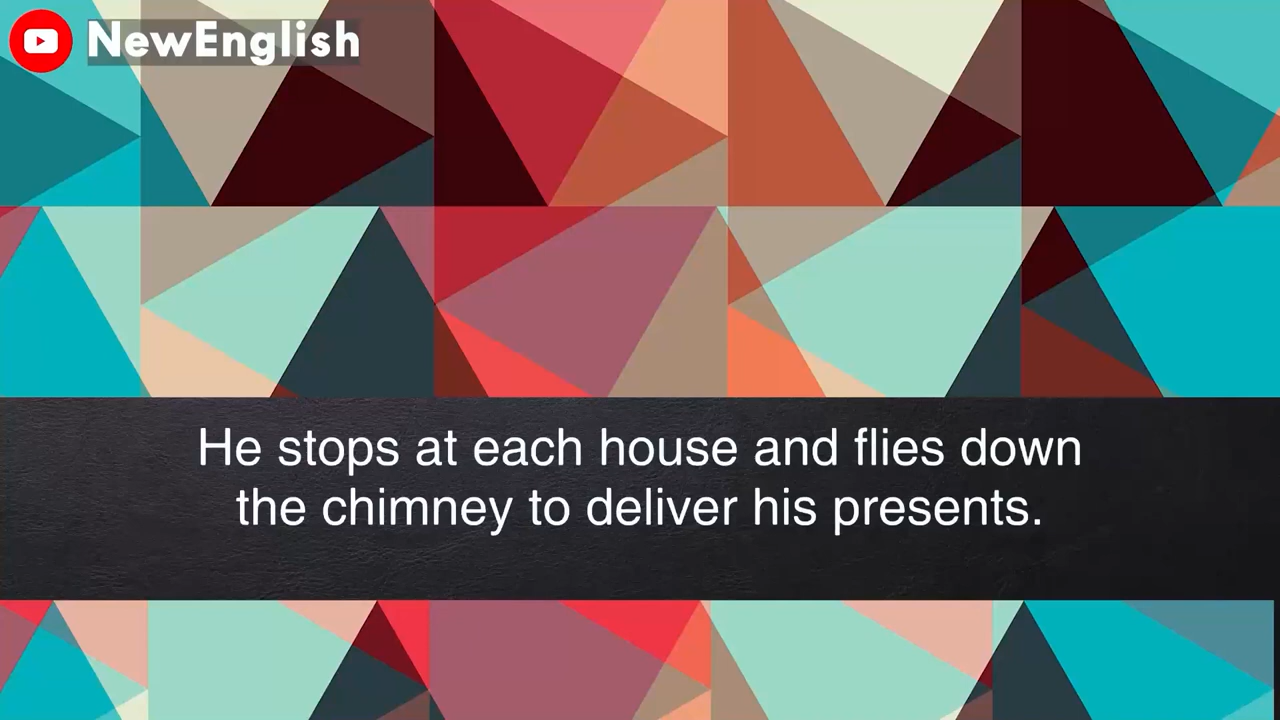 NewEnglish
He stops at each house and flies down
the chimney to deliver his presents.